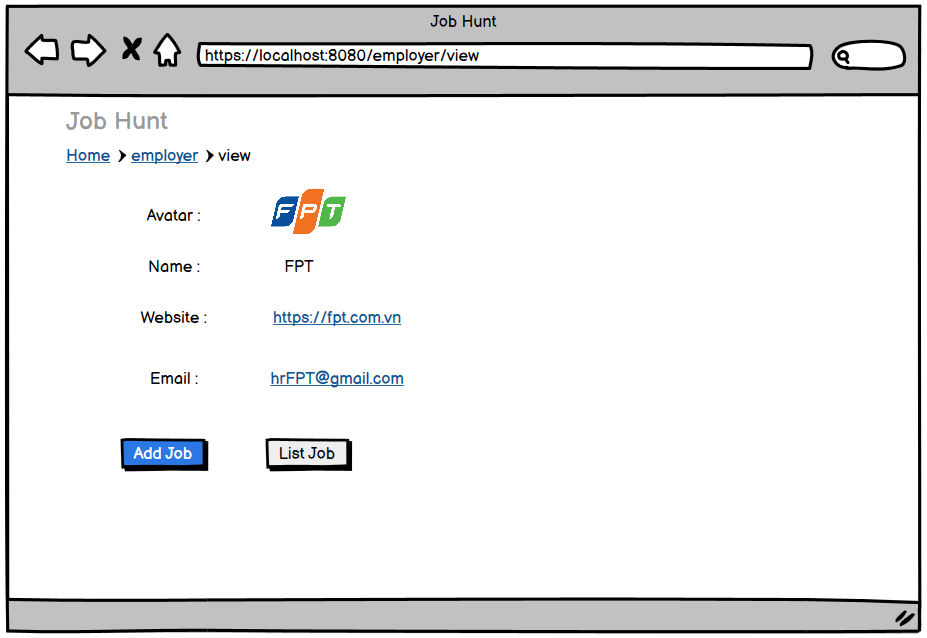 Job Hunt
https://localhost:8080/employer/view
Job Hunt
Home employer view
Avatar : FPT
Name : FPT
Website : https://fpt.com.vn
Email : hrFPT@gmail.com
Add Job List Job